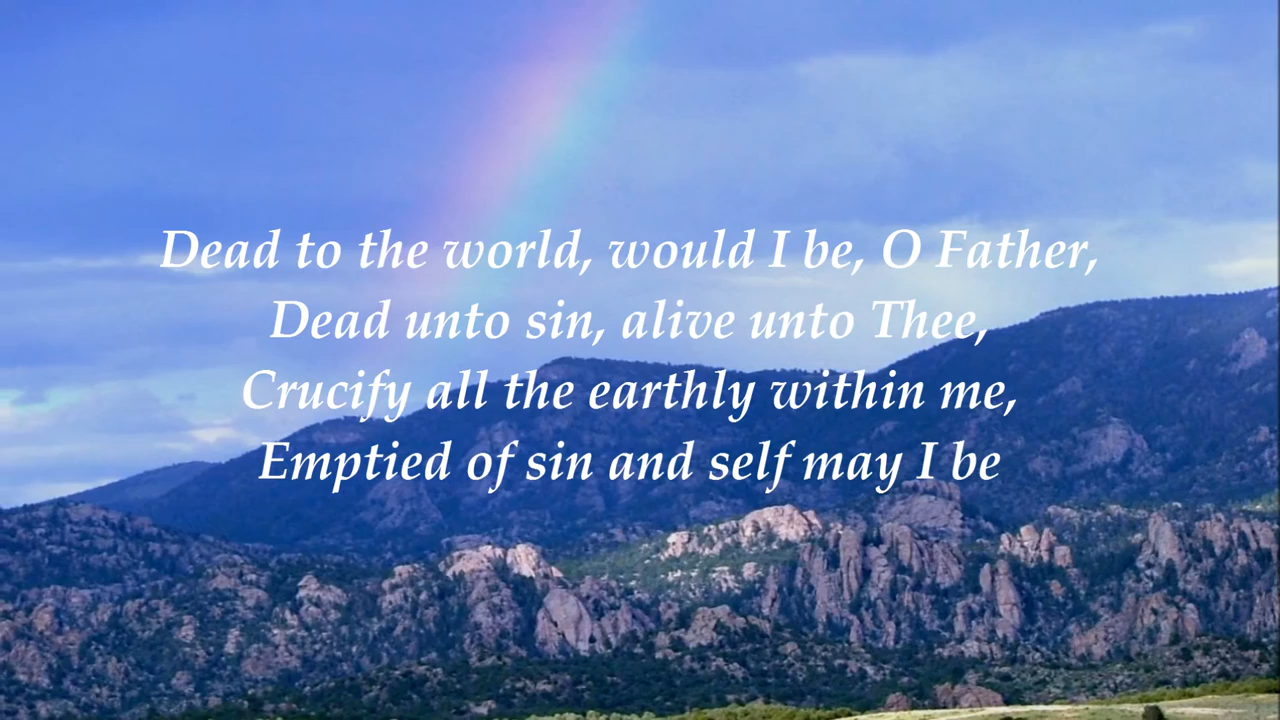 Dead to the world, would I be, O Father,
Dead unto sin, alive unto Thee,
Crucify all the earthly within me,
Emptied of sin and self may I be